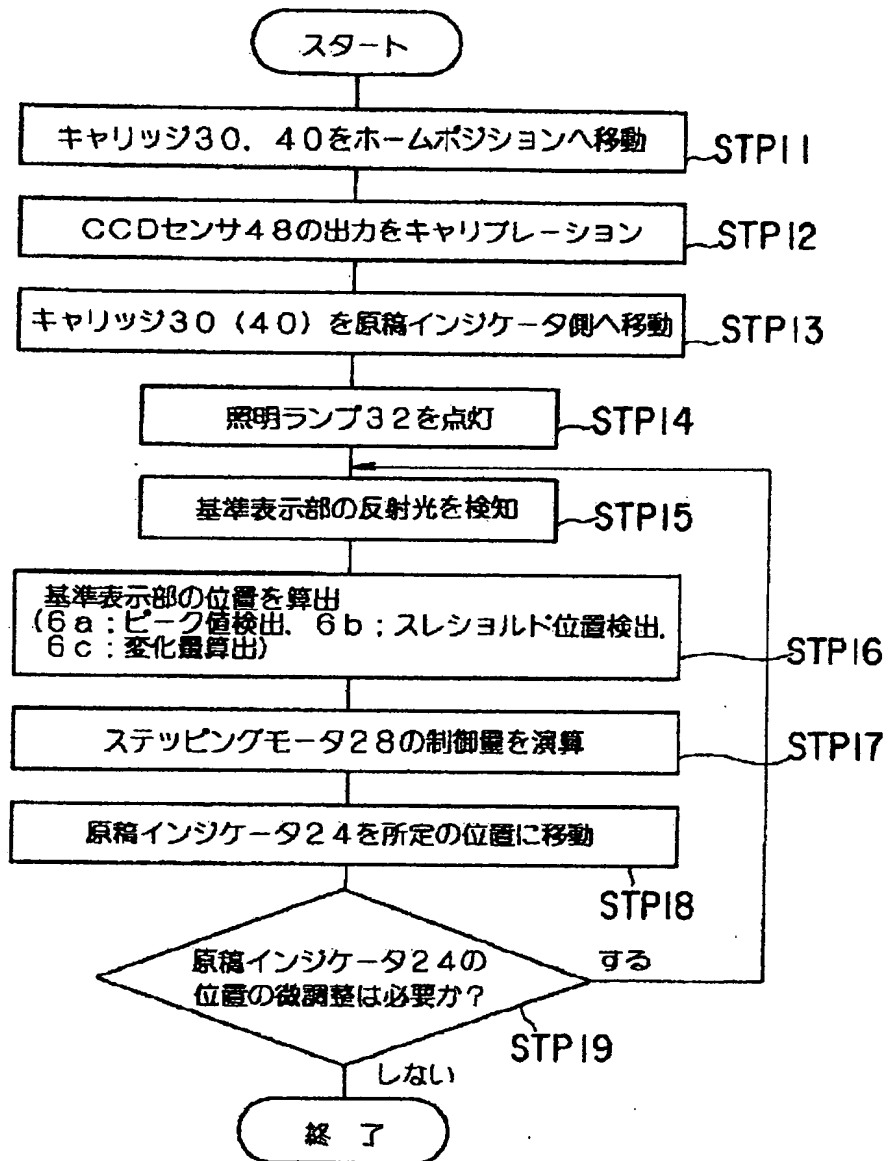 スタート
キャリッジ30．40をホームポジションへ移動
STP11
CCDセンサ48の出力をキャリブレーション
STP12
キャリッジ30（40）を原稿インジケータ側へ移動
STP13
照明ランプ32を点灯
STP14
基準表示部の反射光を検知
STP15
基準表示部の位置を算出
(6a：ピーク値検出．6b；スレショルド位置検出．
6c：変化量算出)
STP16
ステッピングモータ28の制御量を演算
STP17
原稿インジケータ24を所定の位置に移動
STP18
原稿インジケータ24の
位置の微調整は必要か？
する
STP19
しない
終 了